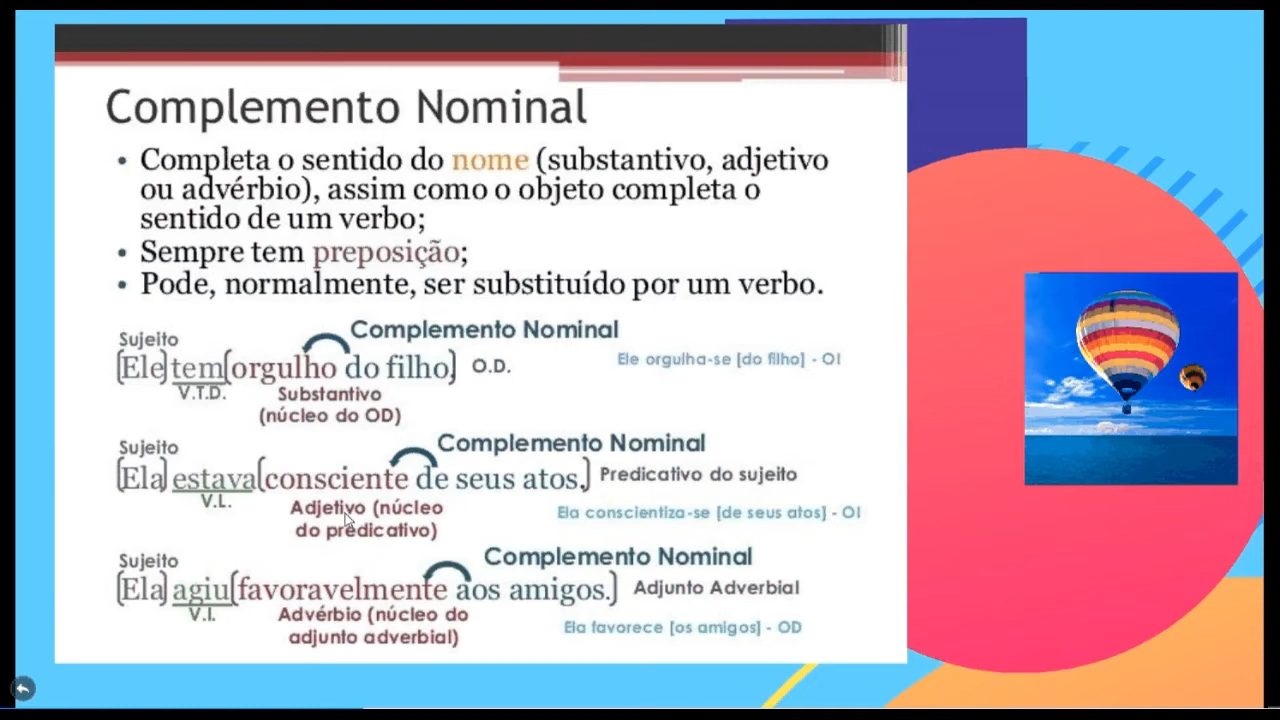 Complemento Nominal
• Completa o sentido do nome (substantivo, adjetivo
ou advérbio), assim como o objeto completa o
sentido de um verbo;
• Sempre tem preposição;
• Pode, normalmente, ser substituído por um verbo.
Sujeito
Complemento Nominal
[Ele] tem [orgulho do filho.] O.D.
Ele orgulha-se [do filho] - OI
V.T.D.
Substantivo
(núcleo do OD)
Sujeito
Complemento Nominal
[Ela] estava [consciente de seus atos.] Predicativo do sujeito
V.L.
Adjetivo (núcleo
do predicativo)
Ela conscientiza-se [de seus atos] - OI
Sujeito
Complemento Nominal
[Ela] agiu [favoravelmente aos amigos.] Adjunto Adverbial
V.I.
Advérbio (núcleo do
adjunto adverbial)
Ela favorece [os amigos] - OD